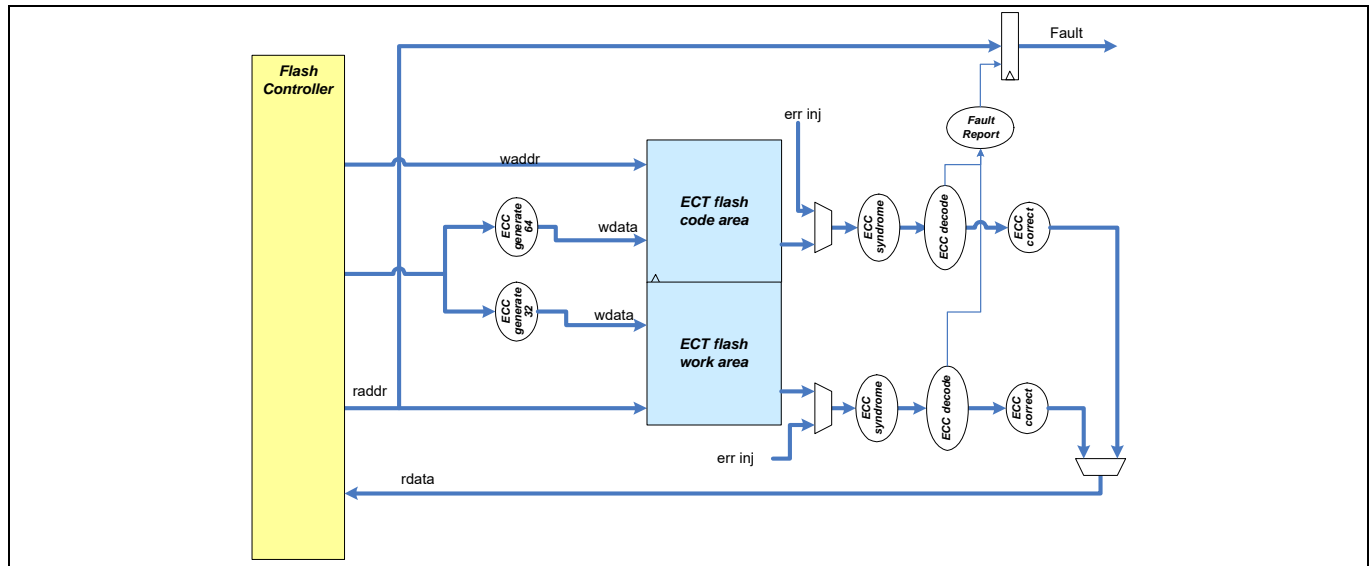 Fault
Flash
Controller
err inj
Fault
Report
waddr
ECT flash
code area
ECC
generate
64
wdata
ECC
syndrome
ECC decode
ECC
correct
ECC
generate
32
wdata
ECT flash
work area
raddr
ECC
syndrome
ECC decode
ECC
correct
err inj
rdata